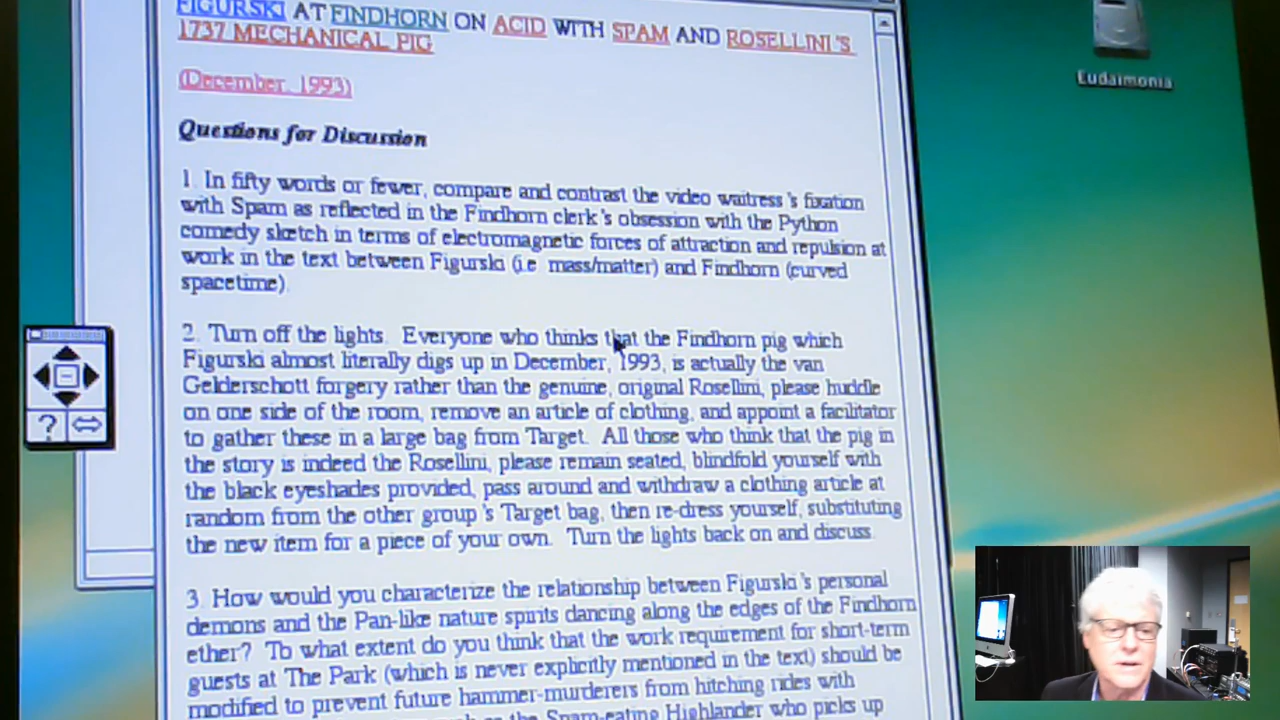 FIGURSKI AT FINDHORN ON ACID WITH SPAM AND ROSELLINI'S
1737 MECHANICAL PIG
(December, 1993)
Eudaimonia
Questions for Discussion
1. In fifty words or fewer, compare and contrast the video waitress's fixation
with Spam as reflected in the Findhorn clerk's obsession with the Python
comedy sketch in terms of electromagnetic forces of attraction and repulsion at
work in the text between Figurski (i.e. mass/matter) and Findhorn (curved
spacetime).
2. Turn off the lights. Everyone who thinks that the Findhorn pig which
Figurski almost literally digs up in December, 1993, is actually the van
Gelderschott forgery rather than the genuine, original Rosellini, please huddle
on one side of the room, remove an article of clothing, and appoint a facilitator
to gather these in a large bag from Target. All those who think that the pig in
the story is indeed the Rosellini, please remain seated, blindfold yourself with
the black eyeshades provided, pass around and withdraw a clothing article at
random from the other group's Target bag, then re-dress yourself, substituting
the new item for a piece of your own. Turn the lights back on and discuss.
3. How would you characterize the relationship between Figurski's personal
demons and the Pan-like nature spirits dancing along the edges of the Findhorn
ether? To what extent do you think that the work requirement for short-term
guests at The Park (which is never explicitly mentioned in the text) should be
modified to prevent future hammer-murderers from hitching rides with
as the Spam-eating Highlander who picks up
?